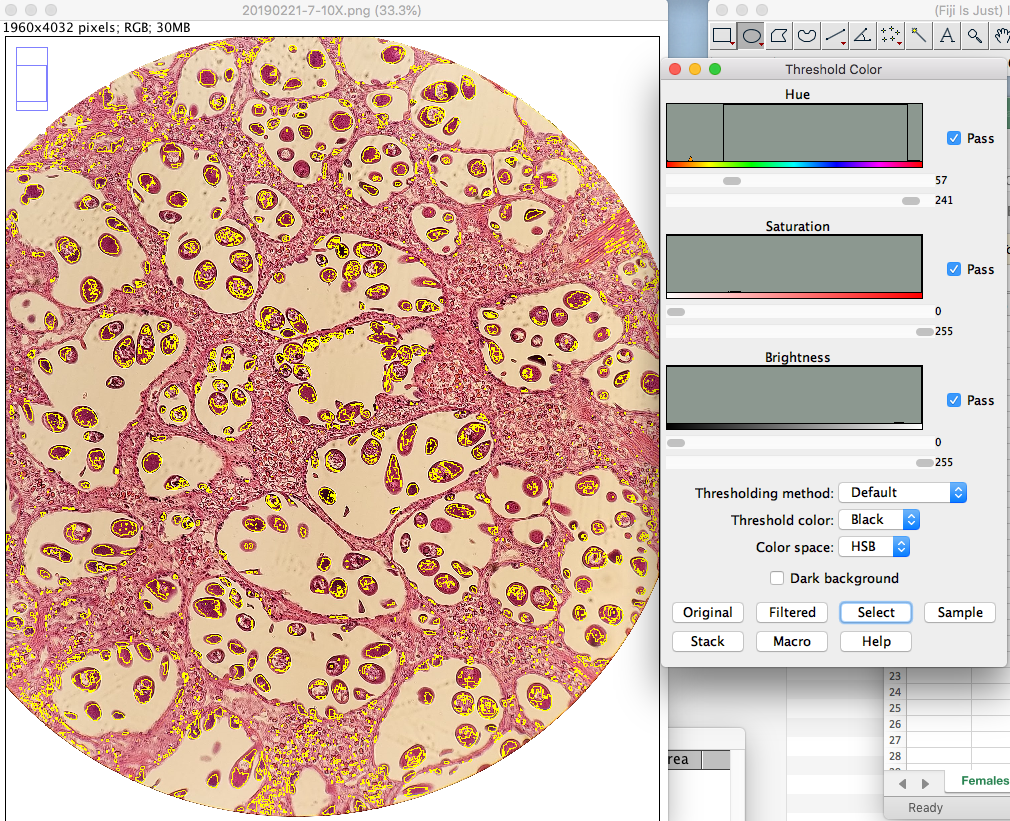 20190221-7-10X.png (33.3%)
(Fiji Is Just)
1960x4032 pixels; RGB; 30MB
A
Threshold Color
Hue
Pass
57
241
Saturation
Pass
0
255
Brightness
Pass
0
255
Thresholding method: Default
Threshold color: Black
Color space: HSB
Dark background
Original Filtered Select Sample
Stack Macro Help
23
24
25
26
27
28
rea
Females
Ready